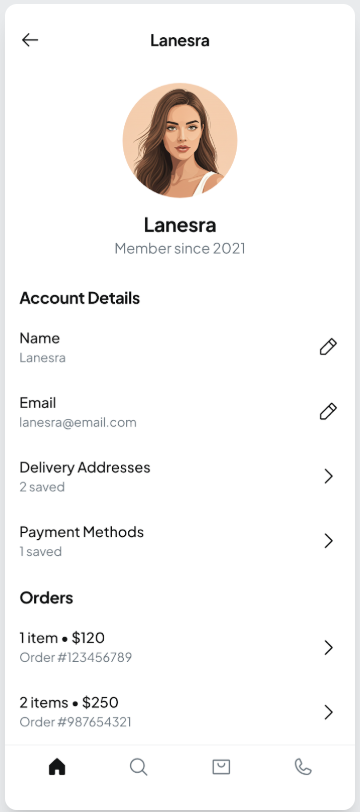 Lanesra
Lanesra
Member since 2021
Account Details
Name
Lanesra
Email
lanesra@email.com
Delivery Addresses
2 saved
Payment Methods
1 saved
Orders
1 item • $120
Order #123456789
2 items • $250
Order #987654321